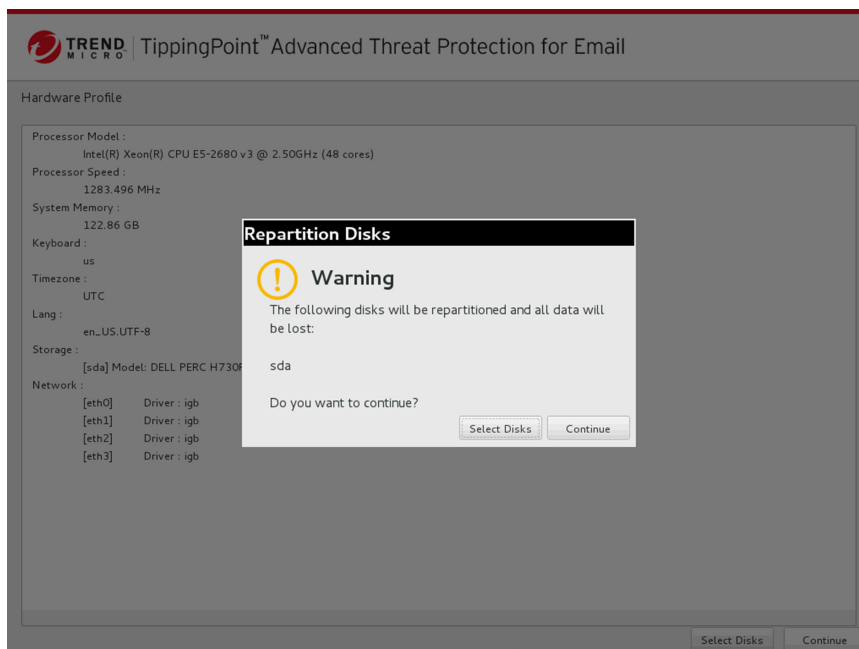 TREND MICRO TippingPoint™ Advanced Threat Protection for Email
Hardware Profile
Processor Model :
Intel(R) Xeon(R) CPU E5-2680 v3 @ 2.50GHz (48 cores)
Processor Speed :
1283.496 MHz
System Memory :
122.86 GB
Keyboard :
us
Timezone :
UTC
Lang :
en_US.UTF-8
Storage :
[sda] Model: DELL PERC H730
Network :
[eth0] Driver : igb
[eth1] Driver : igb
[eth2] Driver : igb
[eth3] Driver : igb
Repartition Disks
Warning
The following disks will be repartitioned and all data will
be lost:
sda
Do you want to continue?
Select Disks Continue
Select Disks Continue